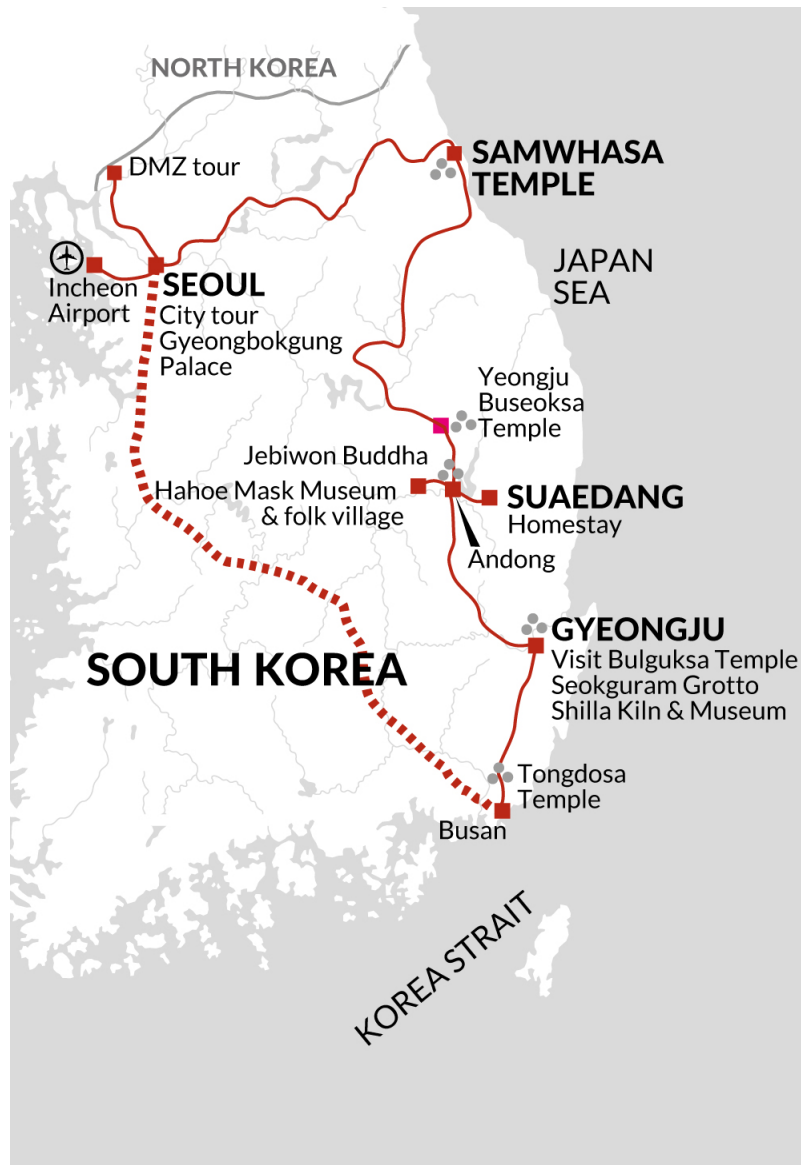 NORTH KOREA
DMZ tour
SAMWHASA
TEMPLE
JAPAN
SEA
Incheon
Airport
SEOUL
City tour
Gyeongbokgung
Palace
Yeongju
Buseoksa
Temple
Jebiwon Buddha
Hahoe Mask Museum
& folk village
SUAEDANG
Homestay
Andong
GYEONGJU
Visit Bulguksa Temple
Seokguram Grotto
Shilla Kiln & Museum
SOUTH KOREA
Tongdosa
Temple
Busan
KOREA STRAIT